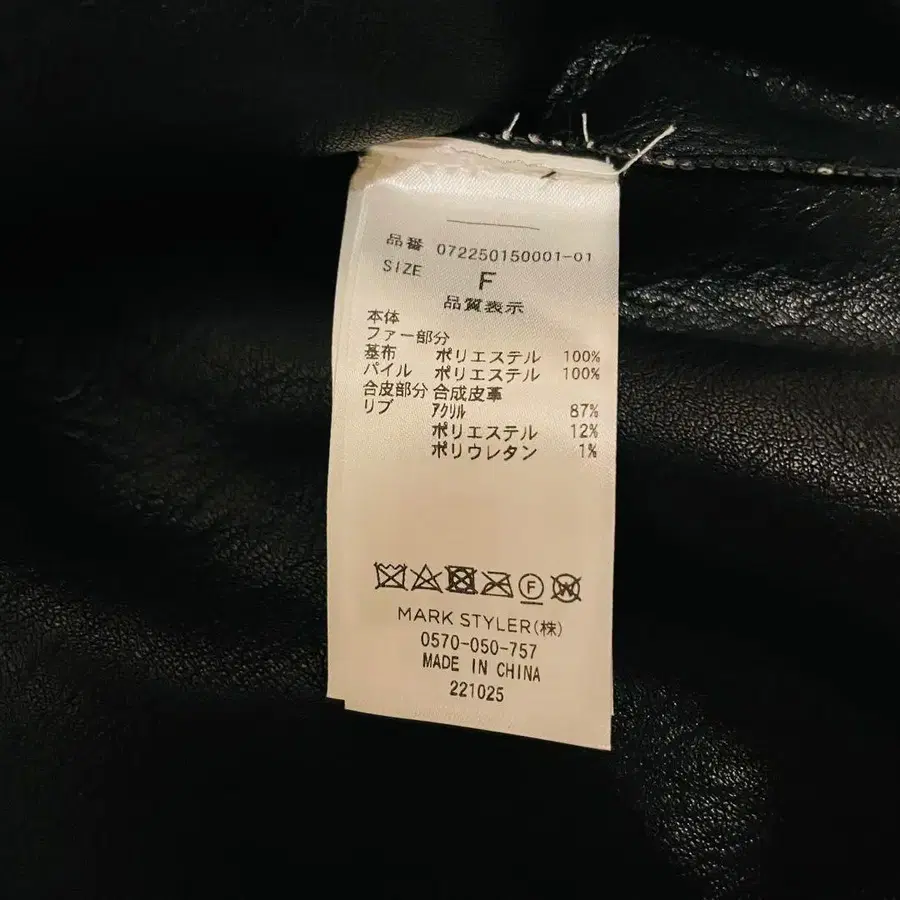 品番 072250150001-01
SIZE F
品質表示
本体
ファー部分
基布 ポリエステル 100%
パイル ポリエステル 100%
合皮部分 合成皮革
リブ アクリル 87%
ポリエステル 12%
ポリウレタン 1%
F W
MARK STYLER(株)
0570-050-757
MADE IN CHINA
221025